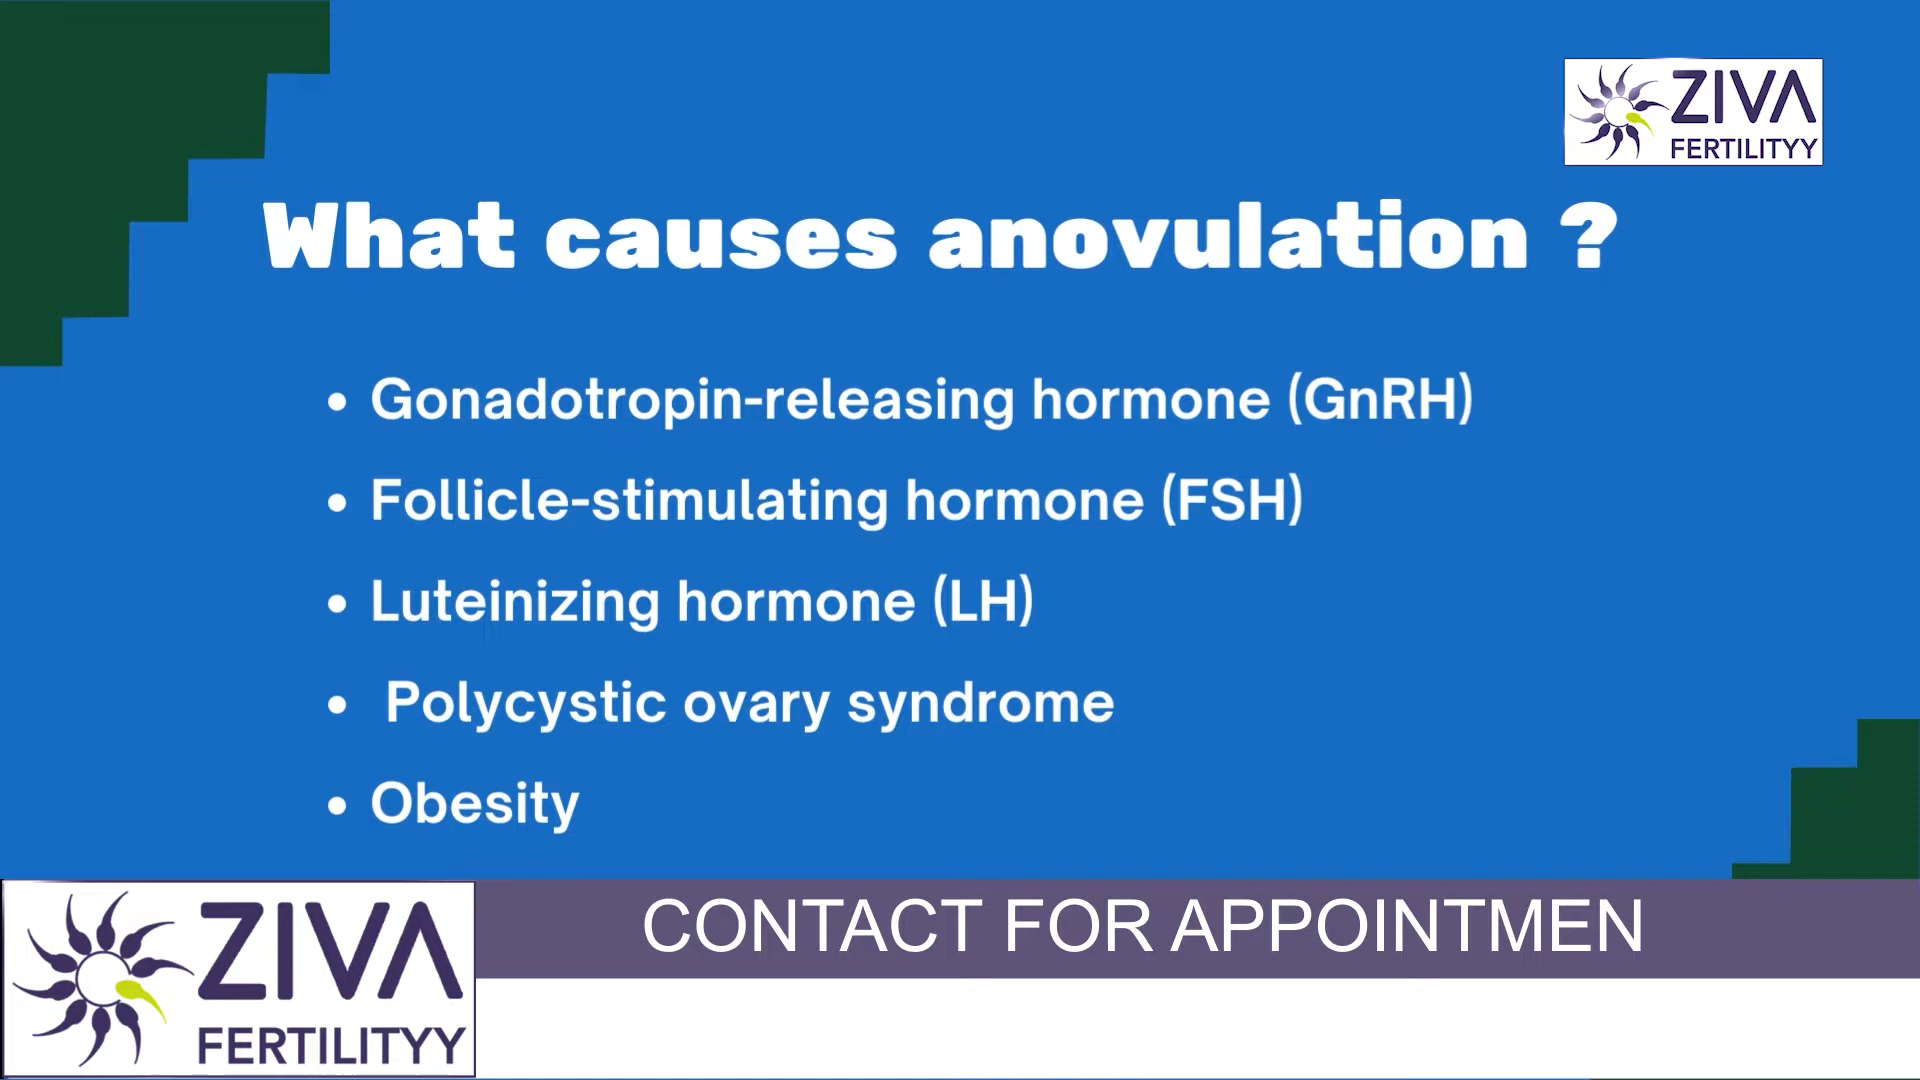 ZIVA
FERTILITYY
What causes anovulation ?
• Gonadotropin-releasing hormone (GnRH)
• Follicle-stimulating hormone (FSH)
• Luteinizing hormone (LH)
• Polycystic ovary syndrome
• Obesity
ZIVA
FERTILITYY
CONTACT FOR APPOINTMEN